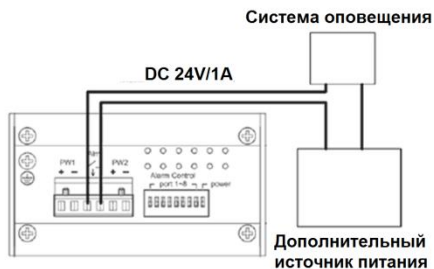 Система оповещения
DC 24V/1A
PW1
PW2
+ − + −
Alarm Control
port 1~8 power
Дополнительный
источник питания